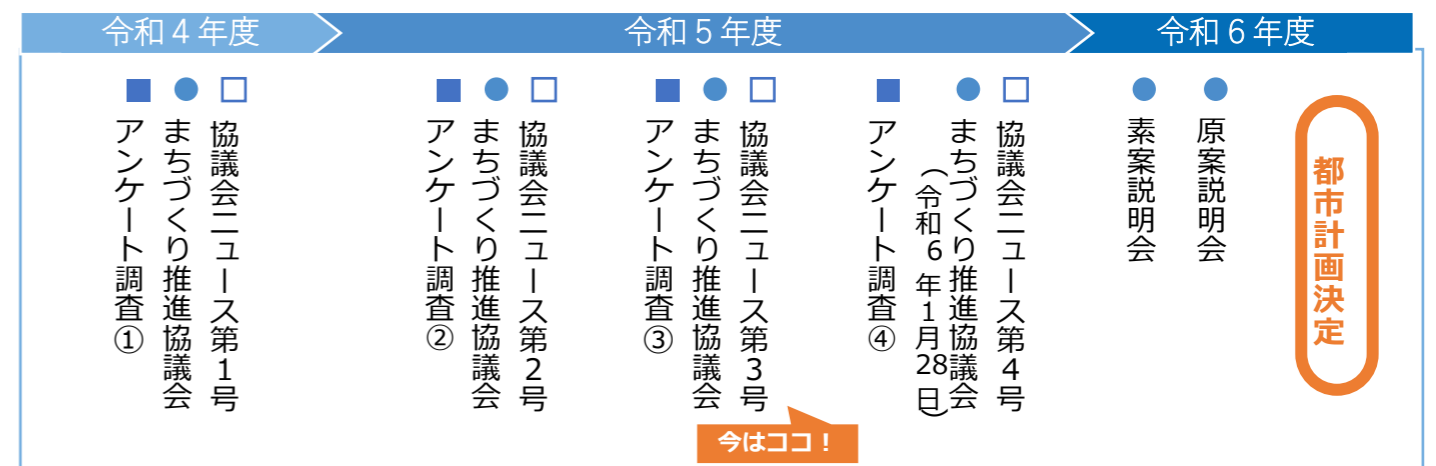 令和4年度
令和5年度
令和6年度
■ アンケート調査①
● まちづくり推進協議会
□ 協議会ニュース第1号
■ アンケート調査②
● まちづくり推進協議会
□ 協議会ニュース第2号
■ アンケート調査③
● まちづくり推進協議会
□ 協議会ニュース第3号
今はココ！
■ アンケート調査④
● まちづくり推進協議会
（令和6年1月28日）
□ 協議会ニュース第4号
● 素案説明会
● 原案説明会
都市計画決定